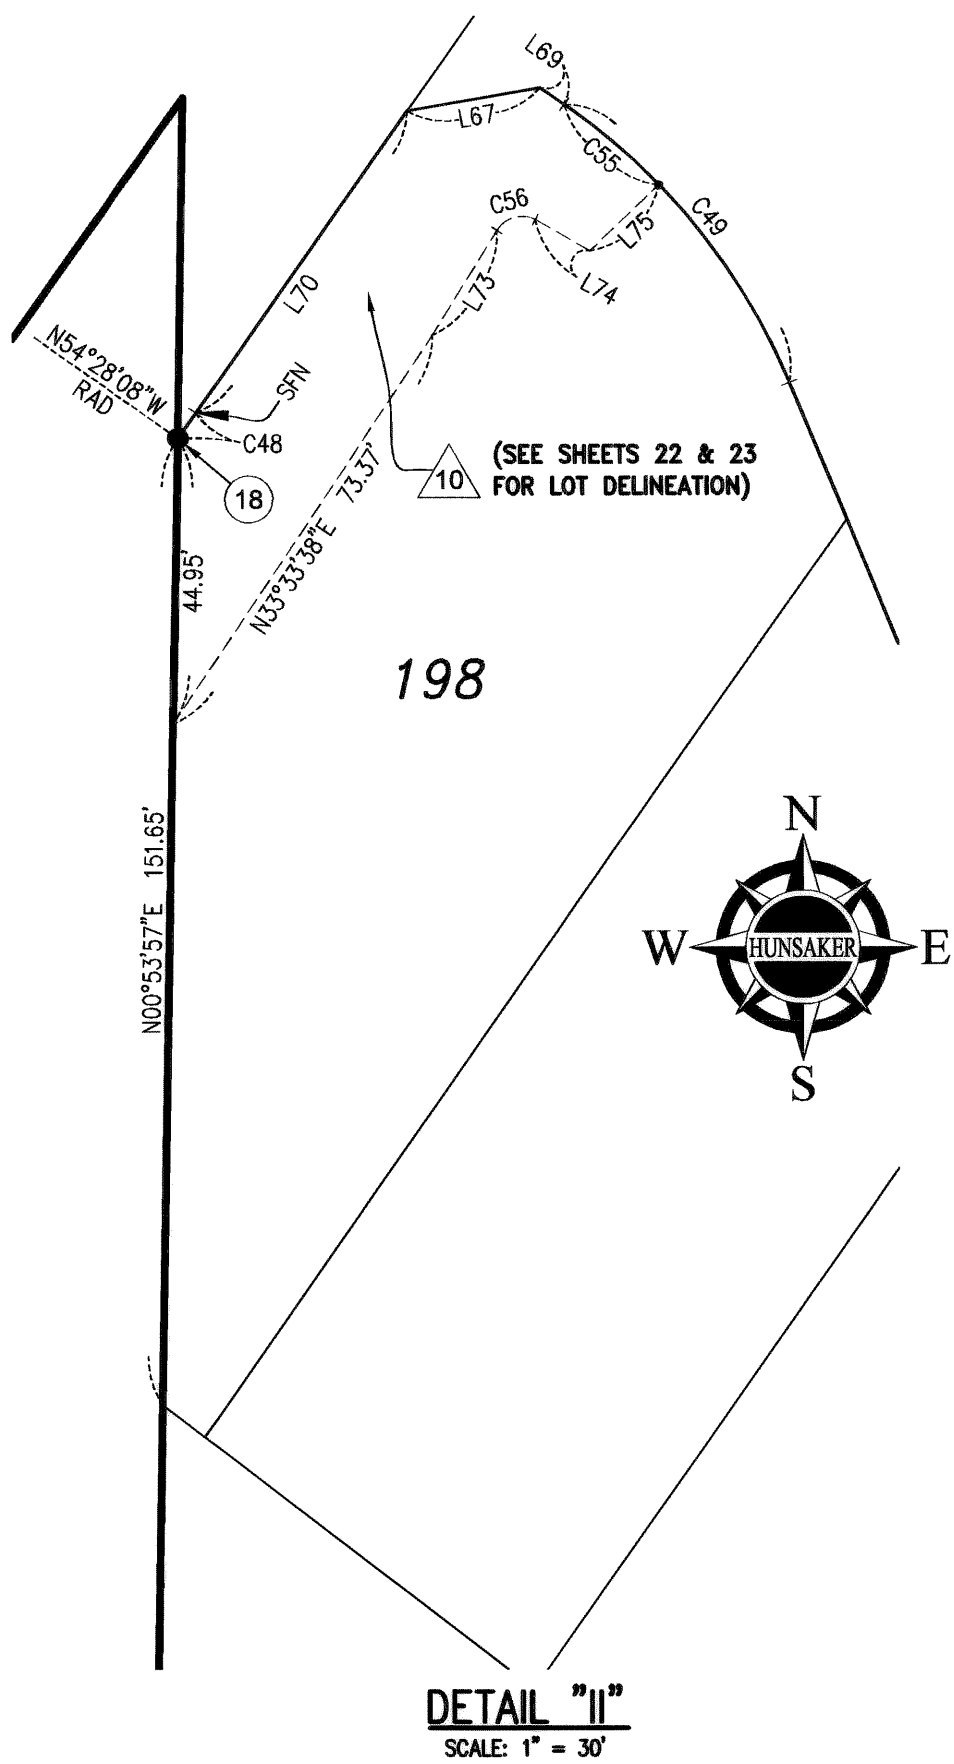 L69
L67
C55
C56
C49
L75
L74
L73
L70
N54°28'08"W
RAD
SFN
C48
18
10
(SEE SHEETS 22 & 23
FOR LOT DELINEATION)
44.95'
N33°33'38"E 73.37'
198
N00°53'57"E 151.65'
N
W
HUNSAKER
E
S
DETAIL "II"
SCALE: 1" = 30'